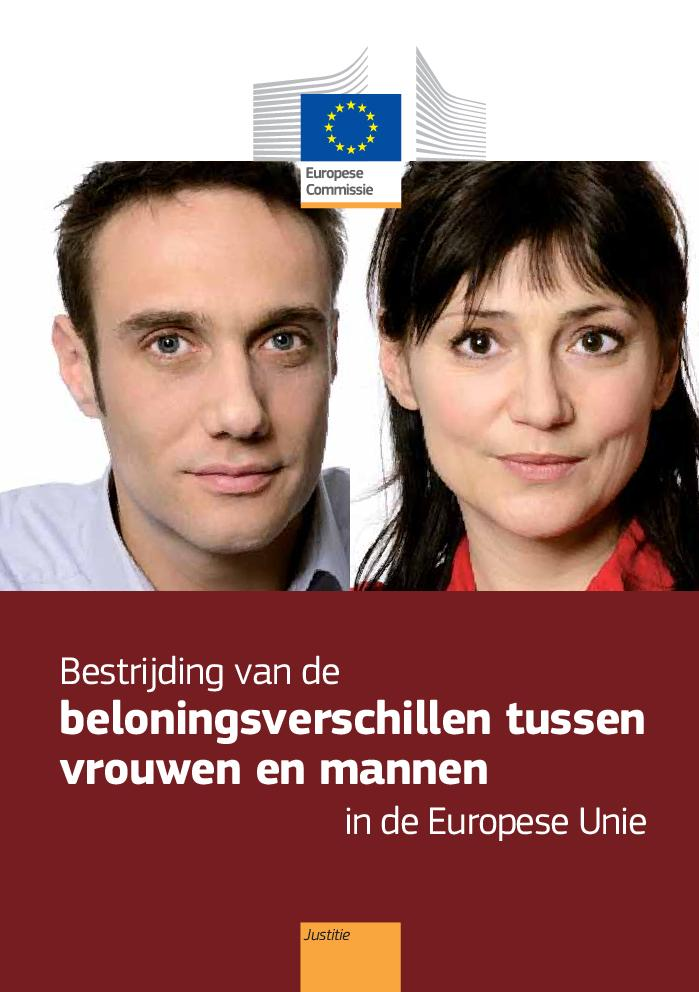 Europese
Commissie
Bestrijding van de
beloningsverschillen tussen
vrouwen en mannen
in de Europese Unie
Justitie